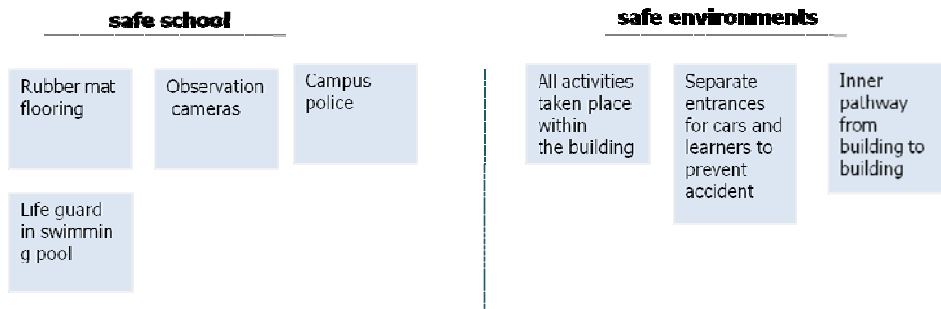 safe school
Rubber mat
flooring
Observation
cameras
Campus
police
Life guard
in swimmin
g pool
safe environments
All activities
taken place
within
the building
Separate
entrances
for cars and
learners to
prevent
accident
Inner
pathway
from
building to
building